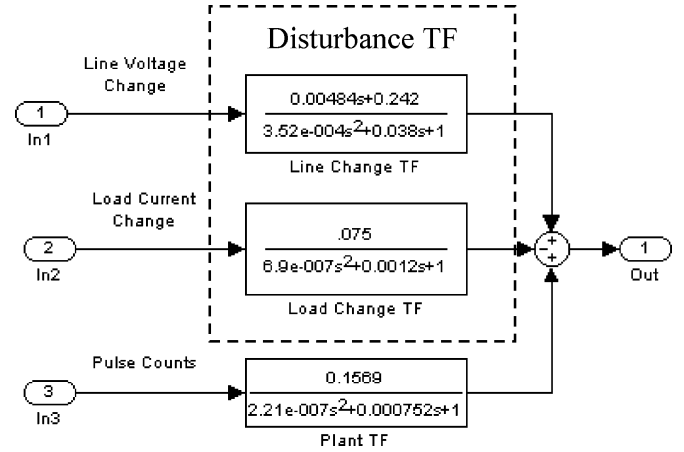 Disturbance TF
Line Voltage
Change
1
In1
0.00484s+0.242
3.52e-004s2+0.038s+1
Line Change TF
Load Current
Change
2
In2
.075
6.9e-007s2+0.0012s+1
Load Change TF
+
-
+
1
Out
Pulse Counts
3
In3
0.1569
2.21e-007s2+0.000752s+1
Plant TF